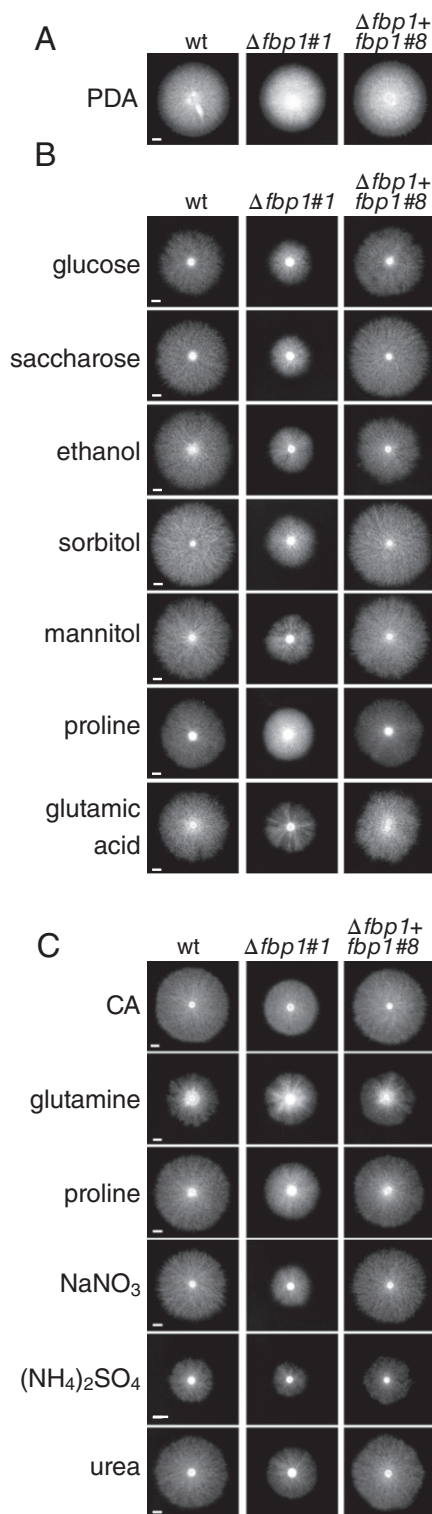 A
wt
Δfbp1#1
Δfbp1+
fbp1#8
PDA
B
wt
Δfbp1#1
Δfbp1+
fbp1#8
glucose
saccharose
ethanol
sorbitol
mannitol
proline
glutamic
acid
C
wt
Δfbp1#1
Δfbp1+
fbp1#8
CA
glutamine
proline
NaNO₃
(NH₄)₂SO₄
urea